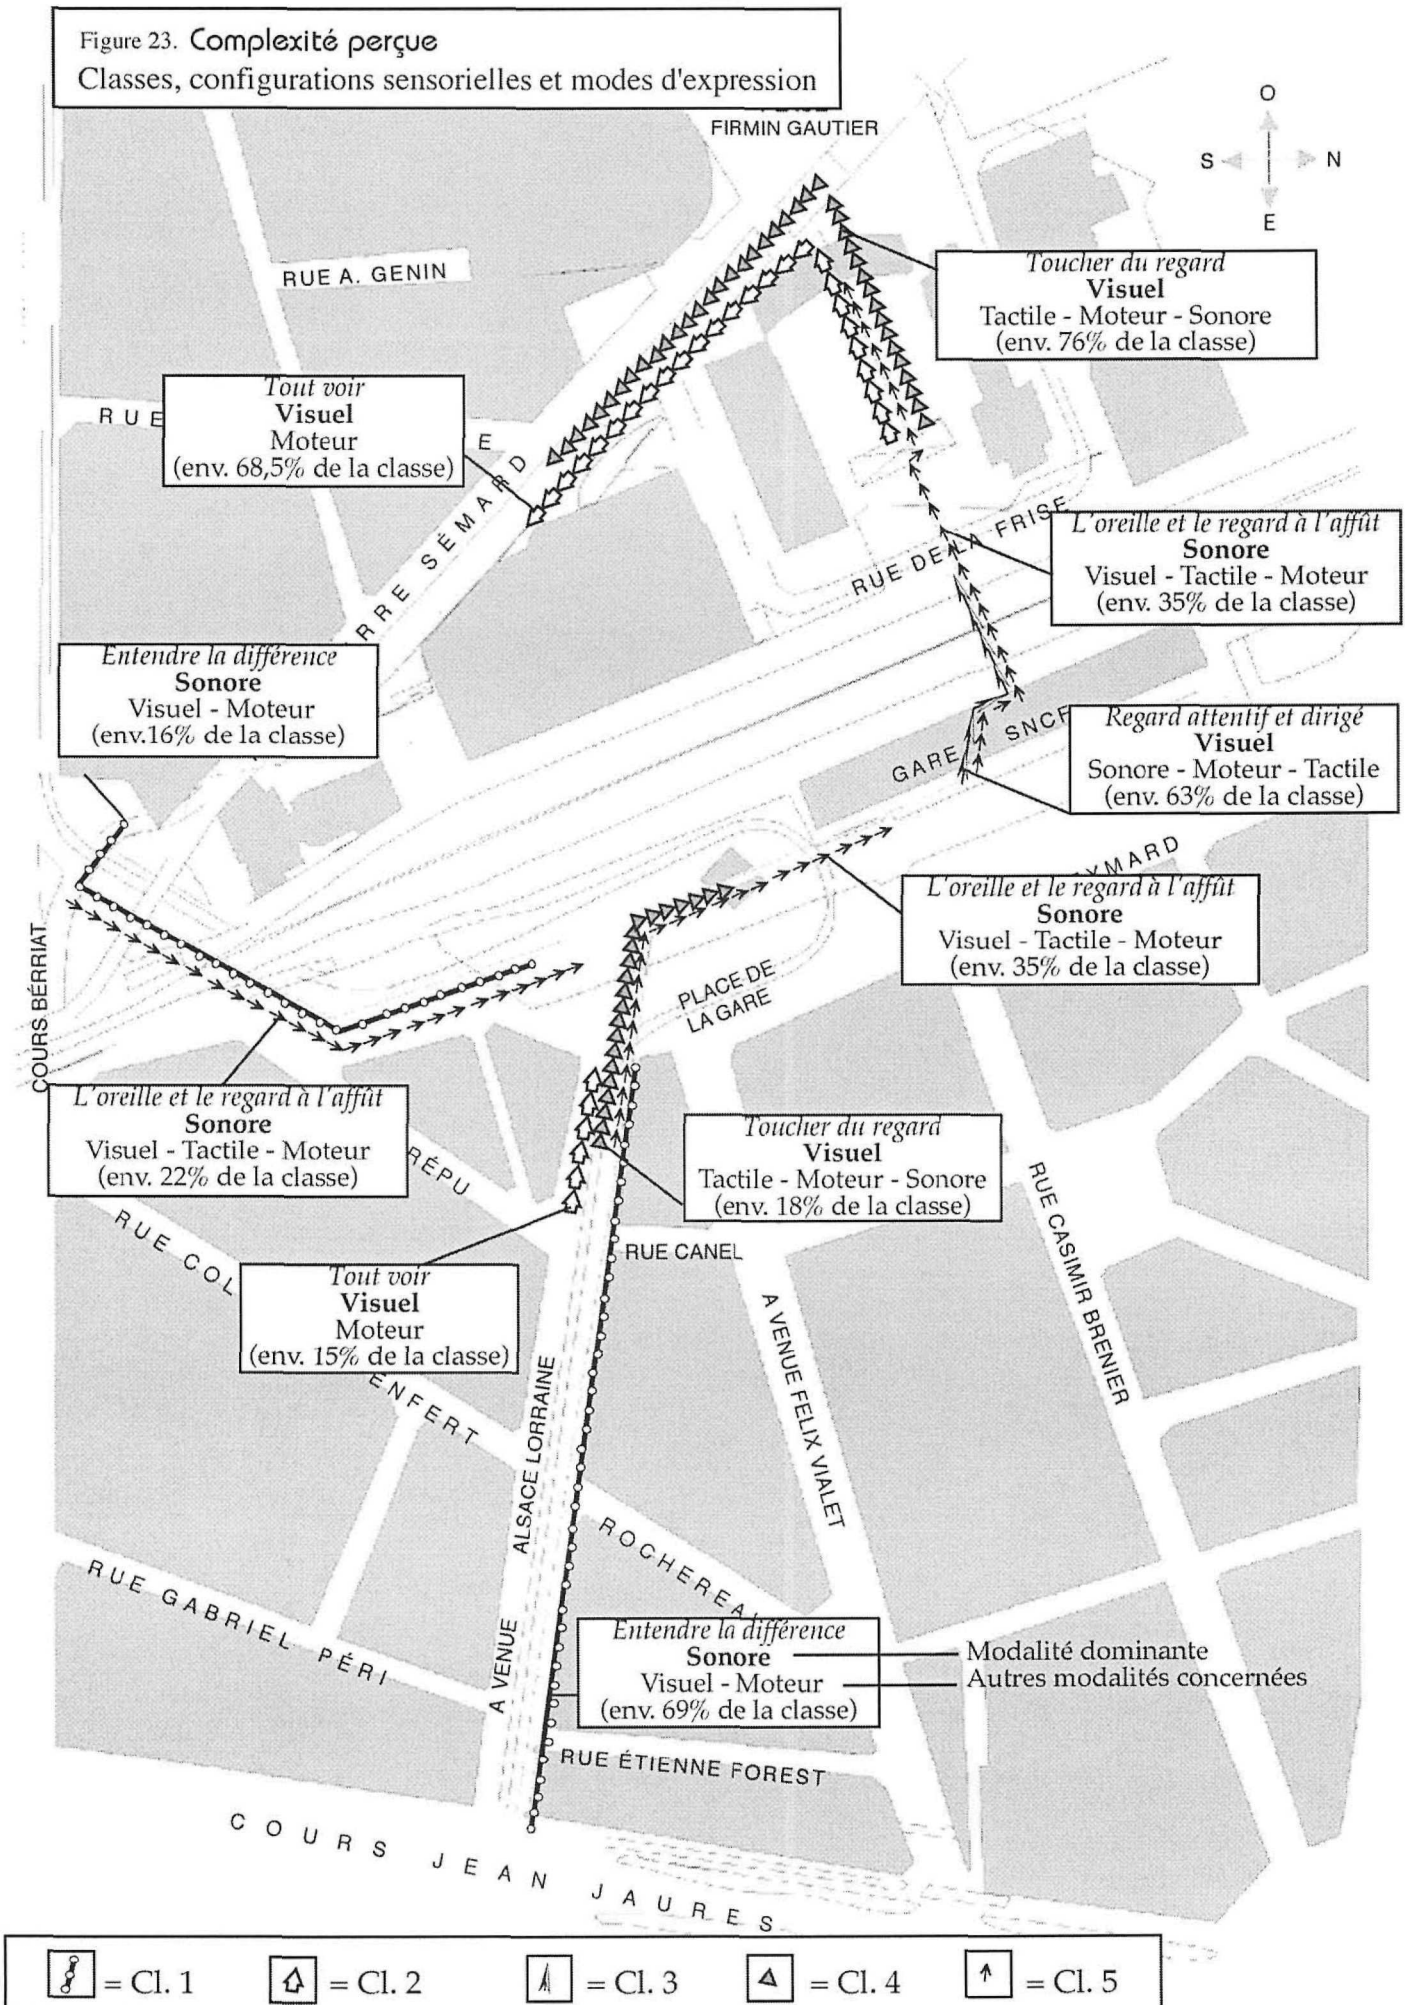 Figure 23. Complexité perçue
Classes, configurations sensorielles et modes d'expression
FIRMIN GAUTIER
O
S
N
E
RUE A. GENIN
Toucher du regard
Visuel
Tactile - Moteur - Sonore
(env. 76% de la classe)
Tout voir
Visuel
Moteur
(env. 68,5% de la classe)
RUE
E
RRE SÉMARD
L'oreille et le regard à l'affût
Sonore
Visuel - Tactile - Moteur
(env. 35% de la classe)
RUE DE LA FRISE
Entendre la différence
Sonore
Visuel - Moteur
(env.16% de la classe)
Regard attentif et dirigé
Visuel
Sonore - Moteur - Tactile
(env. 63% de la classe)
GARE SNCF
YMARD
L'oreille et le regard à l'affût
Sonore
Visuel - Tactile - Moteur
(env. 35% de la classe)
COURS BÉRRIAT
PLACE DE
LA GARE
L'oreille et le regard à l'affût
Sonore
Visuel - Tactile - Moteur
(env. 22% de la classe)
RÉPU
Toucher du regard
Visuel
Tactile - Moteur - Sonore
(env. 18% de la classe)
RUE CANEL
RUE COL
Tout voir
Visuel
Moteur
(env. 15% de la classe)
ENFERT
ROCHEREA
RUE CASIMIR BRENIER
A VENUE FELIX VIALET
A VENUE ALSACE LORRAINE
RUE GABRIEL PÉRI
Entendre la différence
Sonore
Visuel - Moteur
(env. 69% de la classe)
Modalité dominante
Autres modalités concernées
RUE ÉTIENNE FOREST
COURS JEAN JAURES
= Cl. 1 = Cl. 2 = Cl. 3 = Cl. 4 = Cl. 5